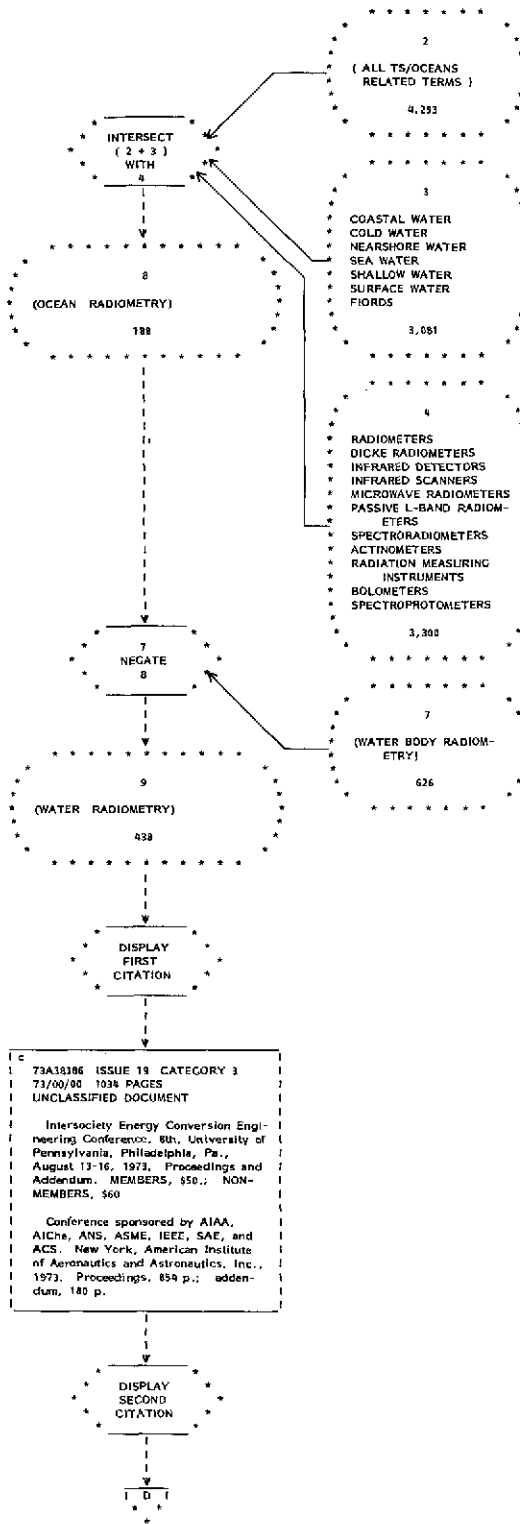 2
( ALL TS/OCEANS
RELATED TERMS )
4,253
INTERSECT
( 2 + 3 )
WITH
4
3
COASTAL WATER
COLD WATER
NEARSHORE WATER
SEA WATER
SHALLOW WATER
SURFACE WATER
FIORDS
3,081
8
(OCEAN RADIOMETRY)
188
4
RADIOMETERS
DICKE RADIOMETERS
INFRARED DETECTORS
INFRARED SCANNERS
MICROWAVE RADIOMETERS
PASSIVE L-BAND RADIOM-
ETERS
SPECTRORADIOMETERS
ACTINOMETERS
RADIATION MEASURING
INSTRUMENTS
BOLOMETERS
SPECTROPROTOMETERS
3,300
7
NEGATE
8
7
(WATER BODY RADIOM-
ETRY)
626
9
(WATER RADIOMETRY)
438
DISPLAY
FIRST
CITATION
C
73A38386 ISSUE 19 CATEGORY 3
73/00/00 1034 PAGES
UNCLASSIFIED DOCUMENT
Intersociety Energy Conversion Engi-
neering Conference, 8th, University of
Pennsylvania, Philadelphia, Pa.,
August 13-16, 1973, Proceedings and
Addendum. MEMBERS, $50.; NON-
MEMBERS, $60
Conference sponsored by AIAA,
AIChe, ANS, ASME, IEEE, SAE, and
ACS. New York, American Institute
of Aeronautics and Astronautics, Inc.,
1973. Proceedings, 854 p.; adden-
dum, 180 p.
DISPLAY
SECOND
CITATION
D